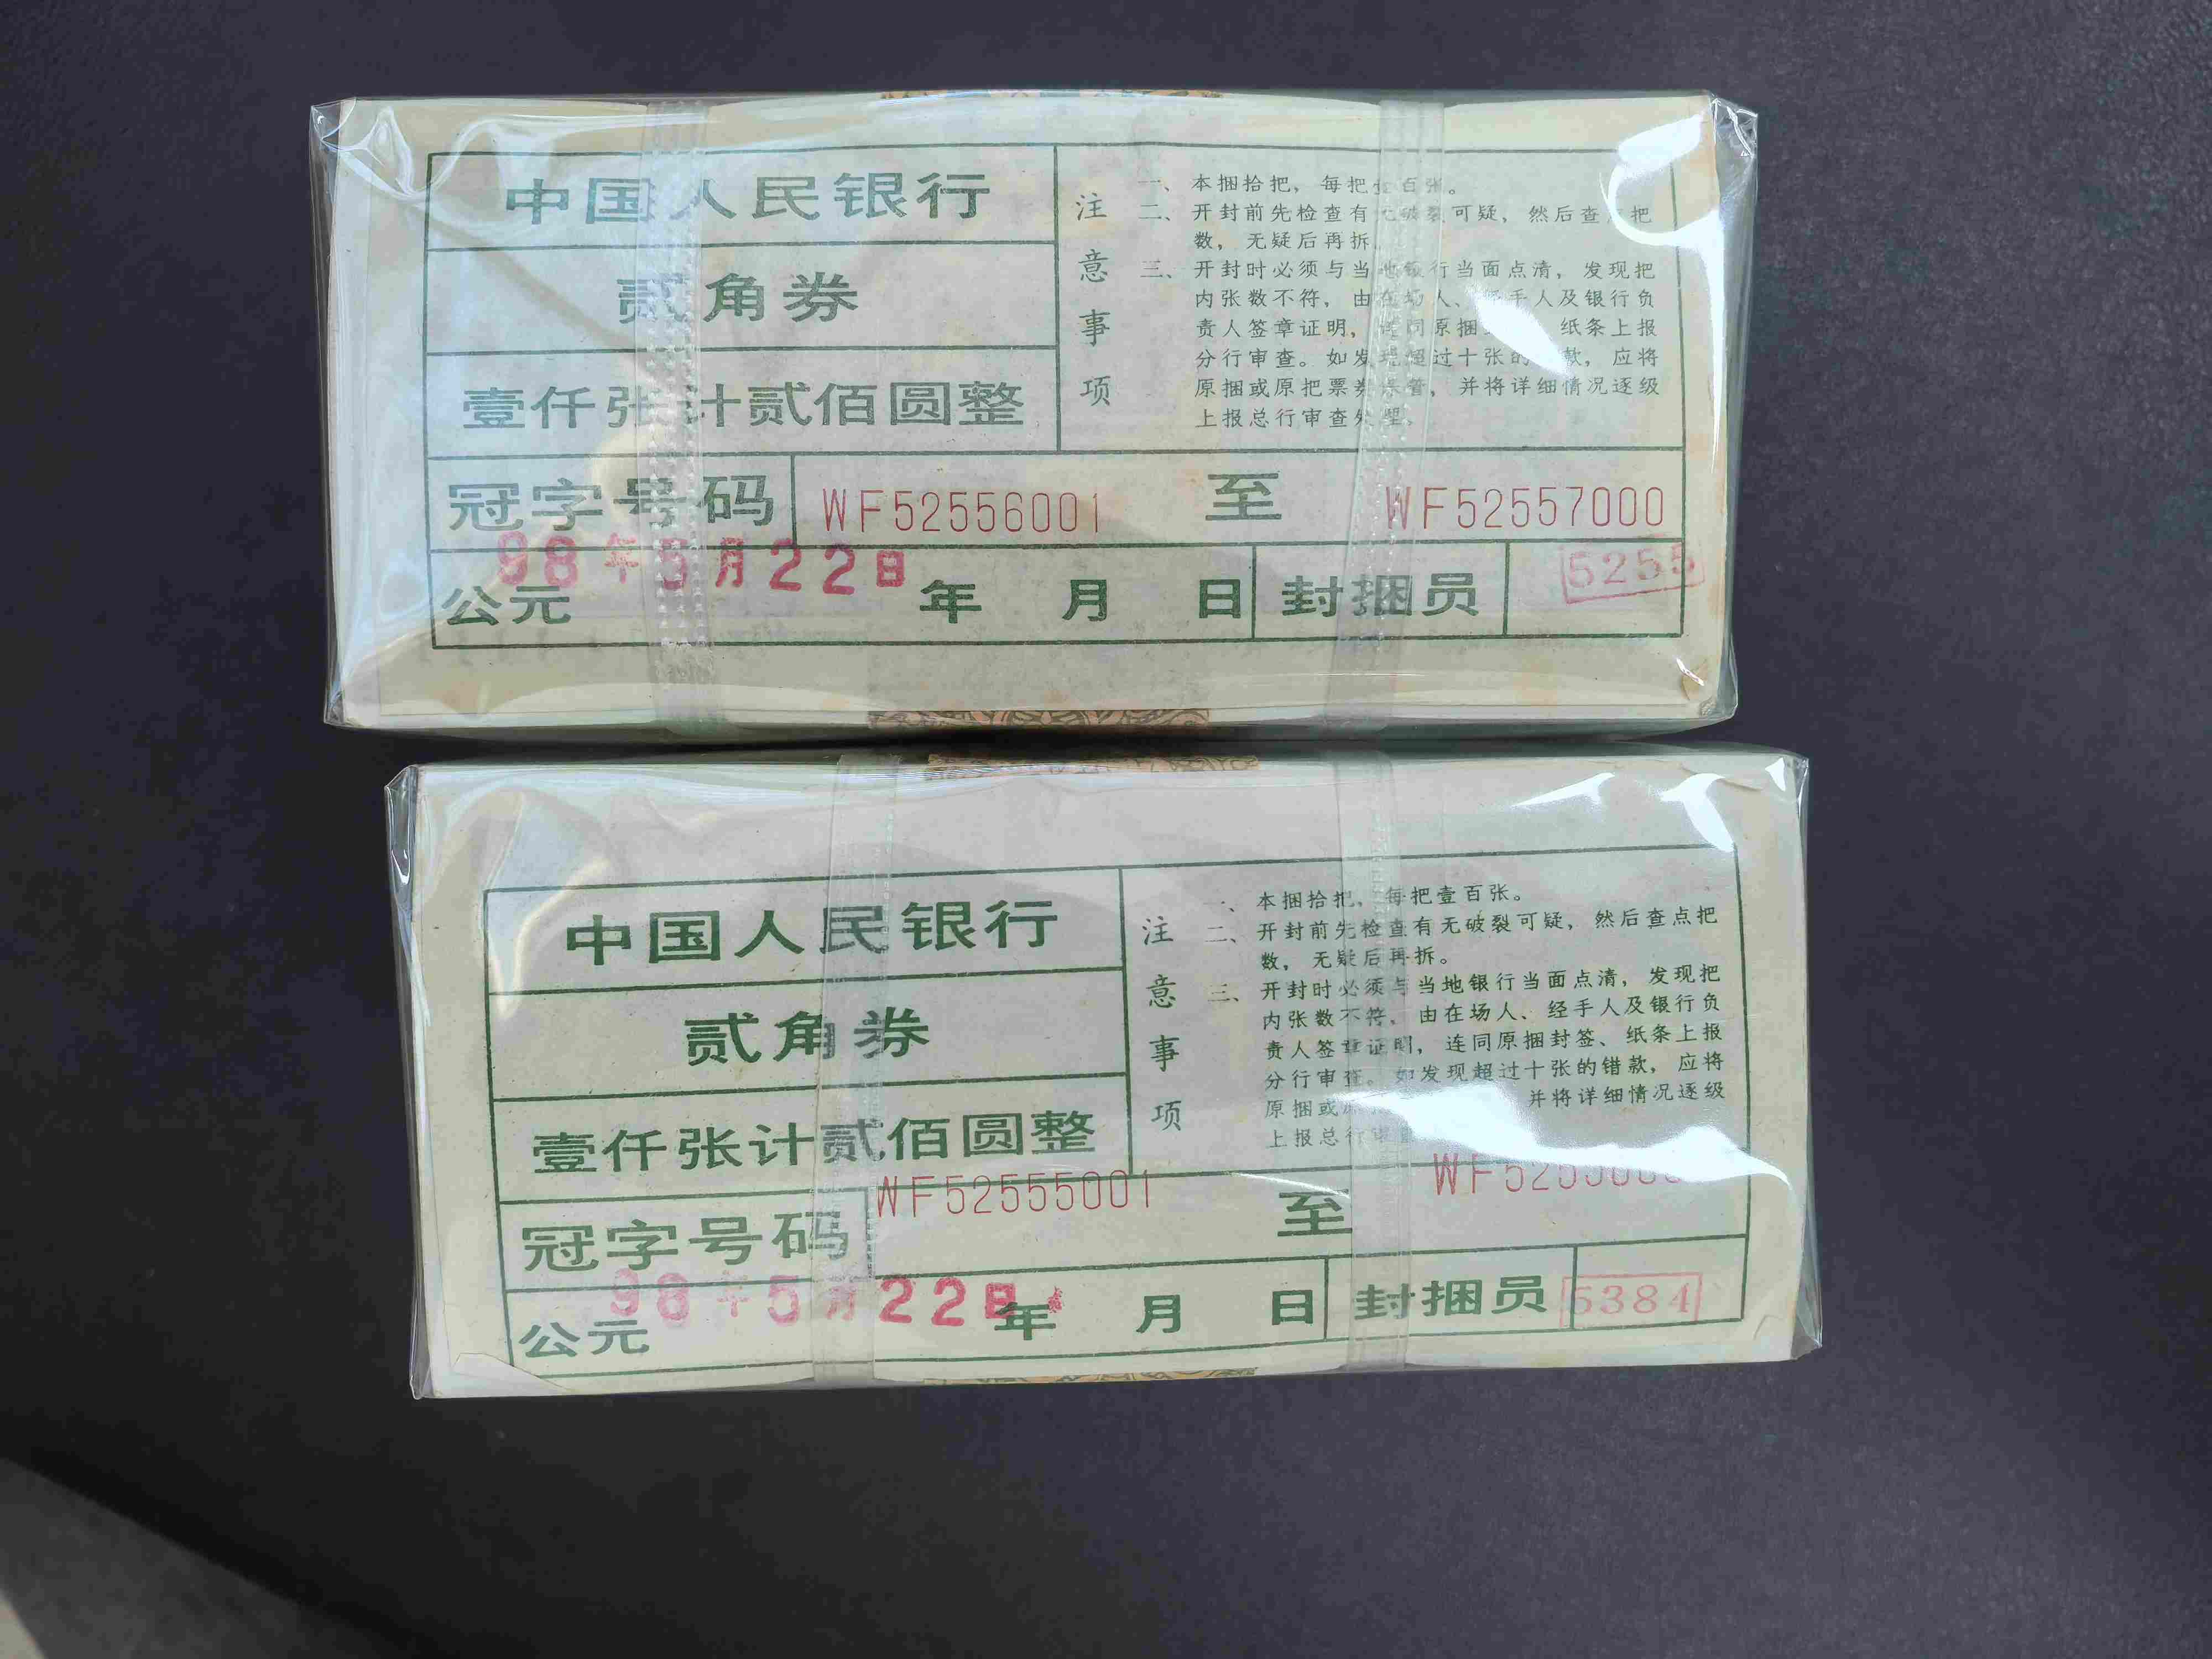 中国人民银行
贰角券
壹仟张计贰佰圆整
注意事项
一、本捆拾把，每把壹百张。
二、开封前先检查有无破裂可疑，然后查点把
数，无疑后再拆。
三、开封时必须与当地银行当面点清，发现把
内张数不符，由在场人、经手人及银行负
责人签章证明，连同原捆 纸条上报
分行审查。如发现超过十张的 款，应将
原捆或原把票券 ，并将详细情况逐级
上报总行审查处理。
冠字号码 WF52556001 至 WF52557000
98年5月22日
公元 年 月 日 封捆员 5255
中国人民银行
贰角券
壹仟张计贰佰圆整
注意事项
一、本捆拾把，每把壹百张。
二、开封前先检查有无破裂可疑，然后查点把
数，无疑后再拆。
三、开封时必须与当地银行当面点清，发现把
内张数不符，由在场人、经手人及银行负
责人签章证明，连同原捆封签、纸条上报
分行审查。如发现超过十张的错款，应将
原捆或 并将详细情况逐级
上报总行
冠字号码 WF52555001 至
98年5月22日
公元 年 月 日 封捆员 5384